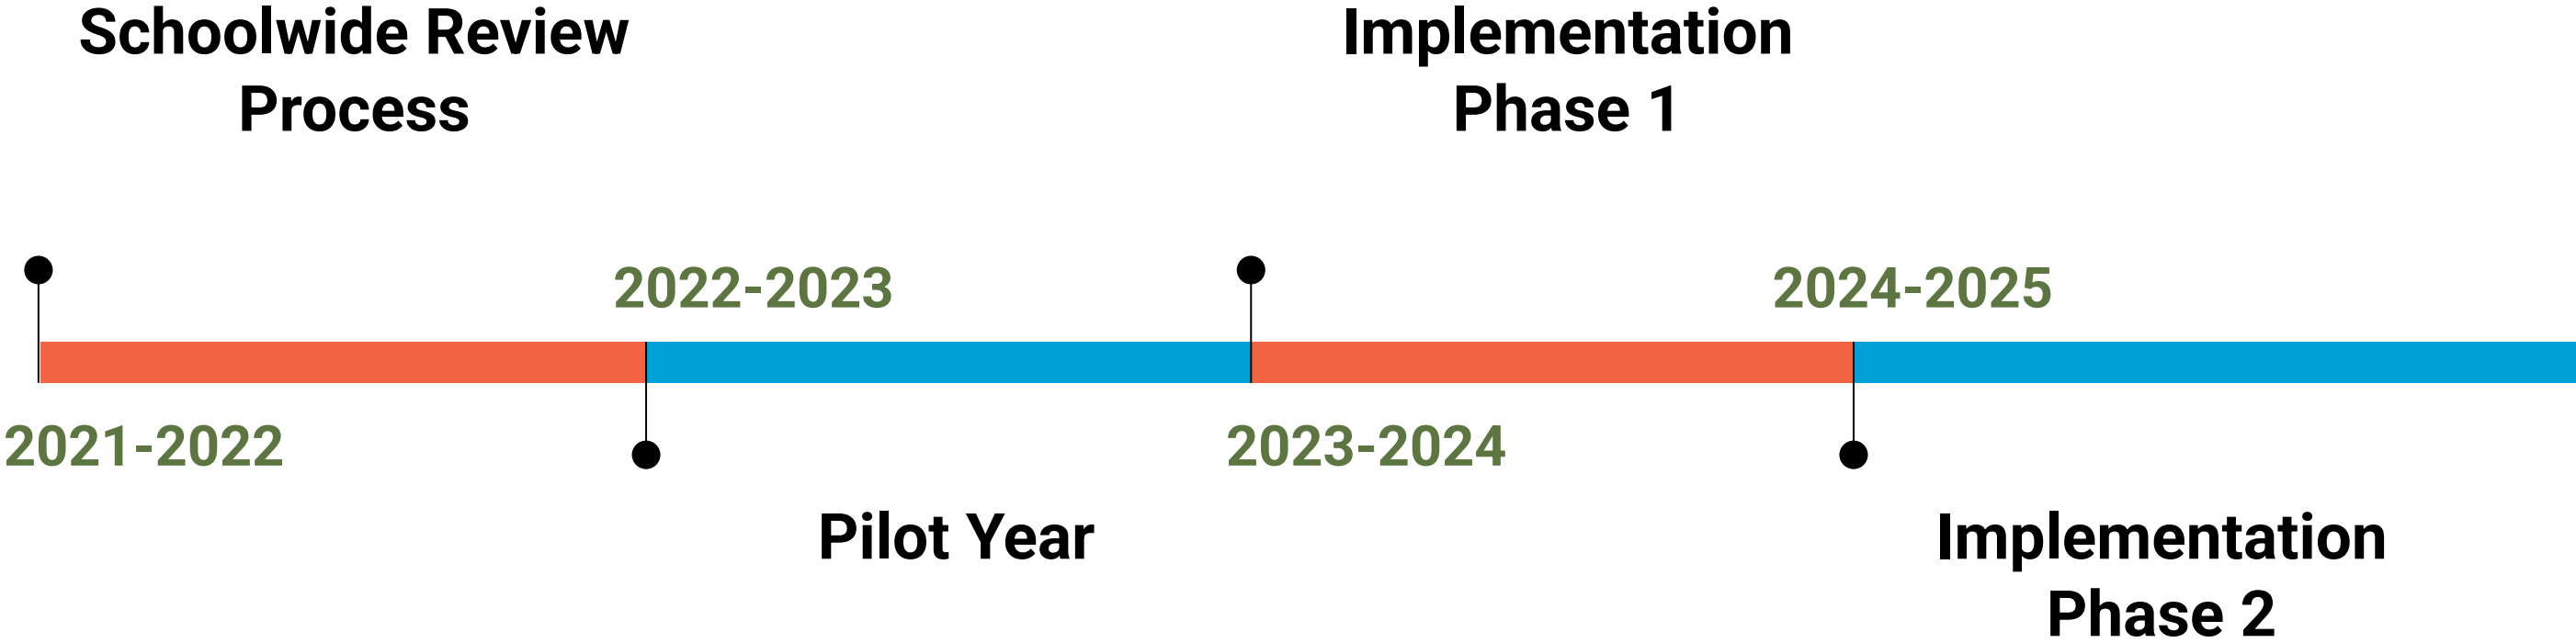 Schoolwide Review
Process
Implementation
Phase 1
2022-2023
2024-2025
2021-2022
2023-2024
Pilot Year
Implementation
Phase 2